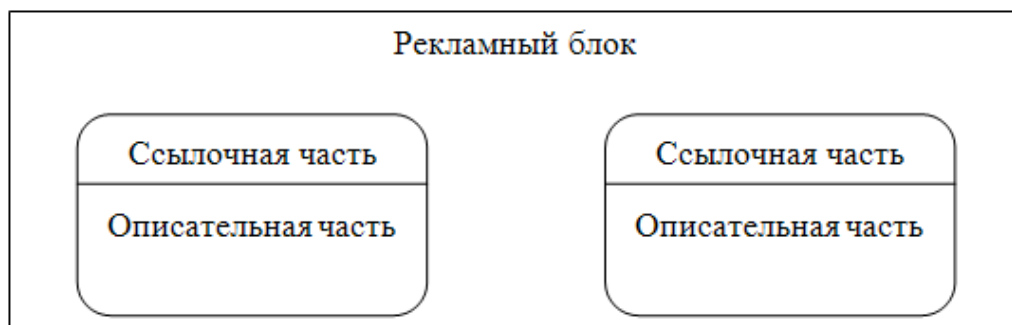 Рекламный блок
Ссылочная часть
Описательная часть
Ссылочная часть
Описательная часть